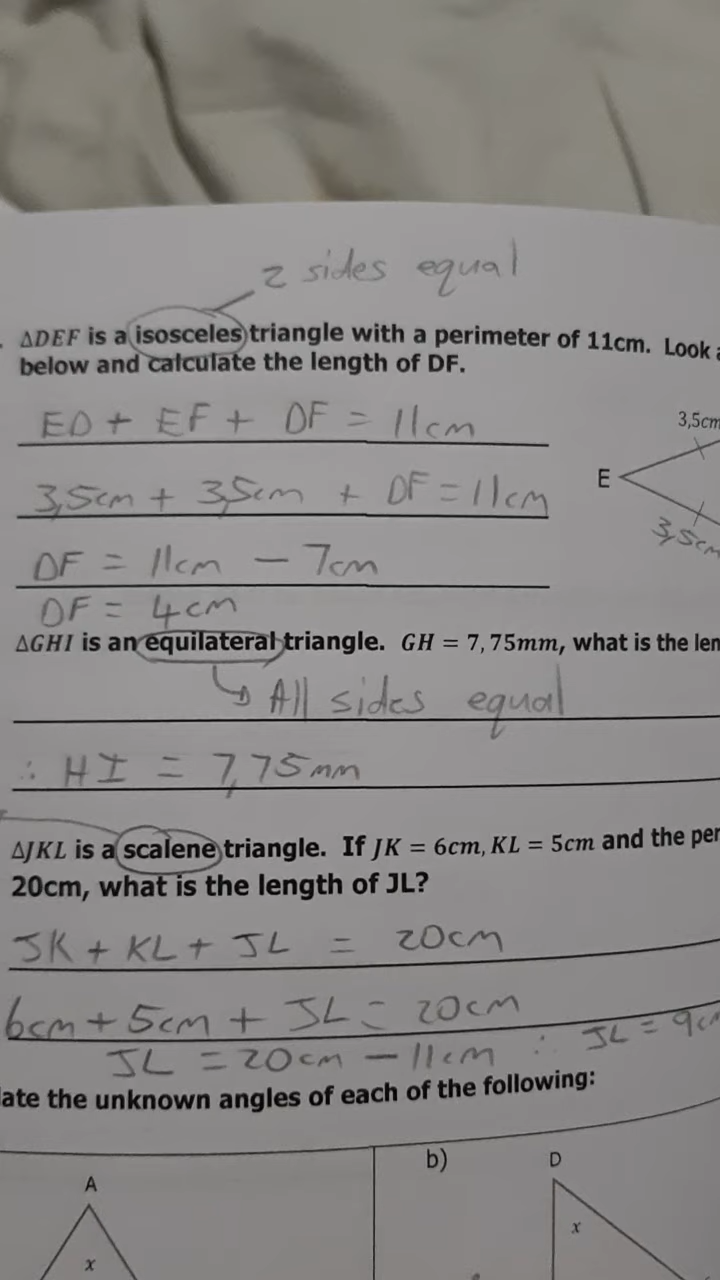 2 sides equal
. ΔDEF is a isosceles triangle with a perimeter of 11cm. Look
below and calculate the length of DF.
ED + EF + DF = 11cm
3,5cm
3,5cm + 3,5cm + DF = 11cm
E
3,5cm
DF = 11cm - 7cm
DF = 4cm
ΔGHI is an equilateral triangle. GH = 7,75mm, what is the len
↳ All sides equal
∴ HI = 7,75mm
ΔJKL is a scalene triangle. If JK = 6cm, KL = 5cm and the per
20cm, what is the length of JL?
JK + KL + JL = 20cm
6cm + 5cm + JL = 20cm
JL = 20cm - 11cm ∴ JL = 9cm
late the unknown angles of each of the following:
b)
D
A
x
x